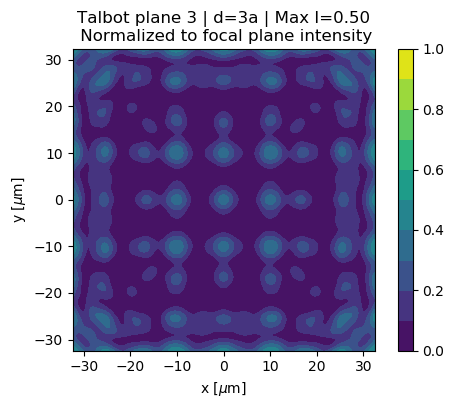 Talbot plane 3 | d=3a | Max I=0.50
Normalized to focal plane intensity
30
20
10
0
−10
−20
−30
y [μm]
−30 −20 −10 0 10 20 30
x [μm]
1.0
0.8
0.6
0.4
0.2
0.0